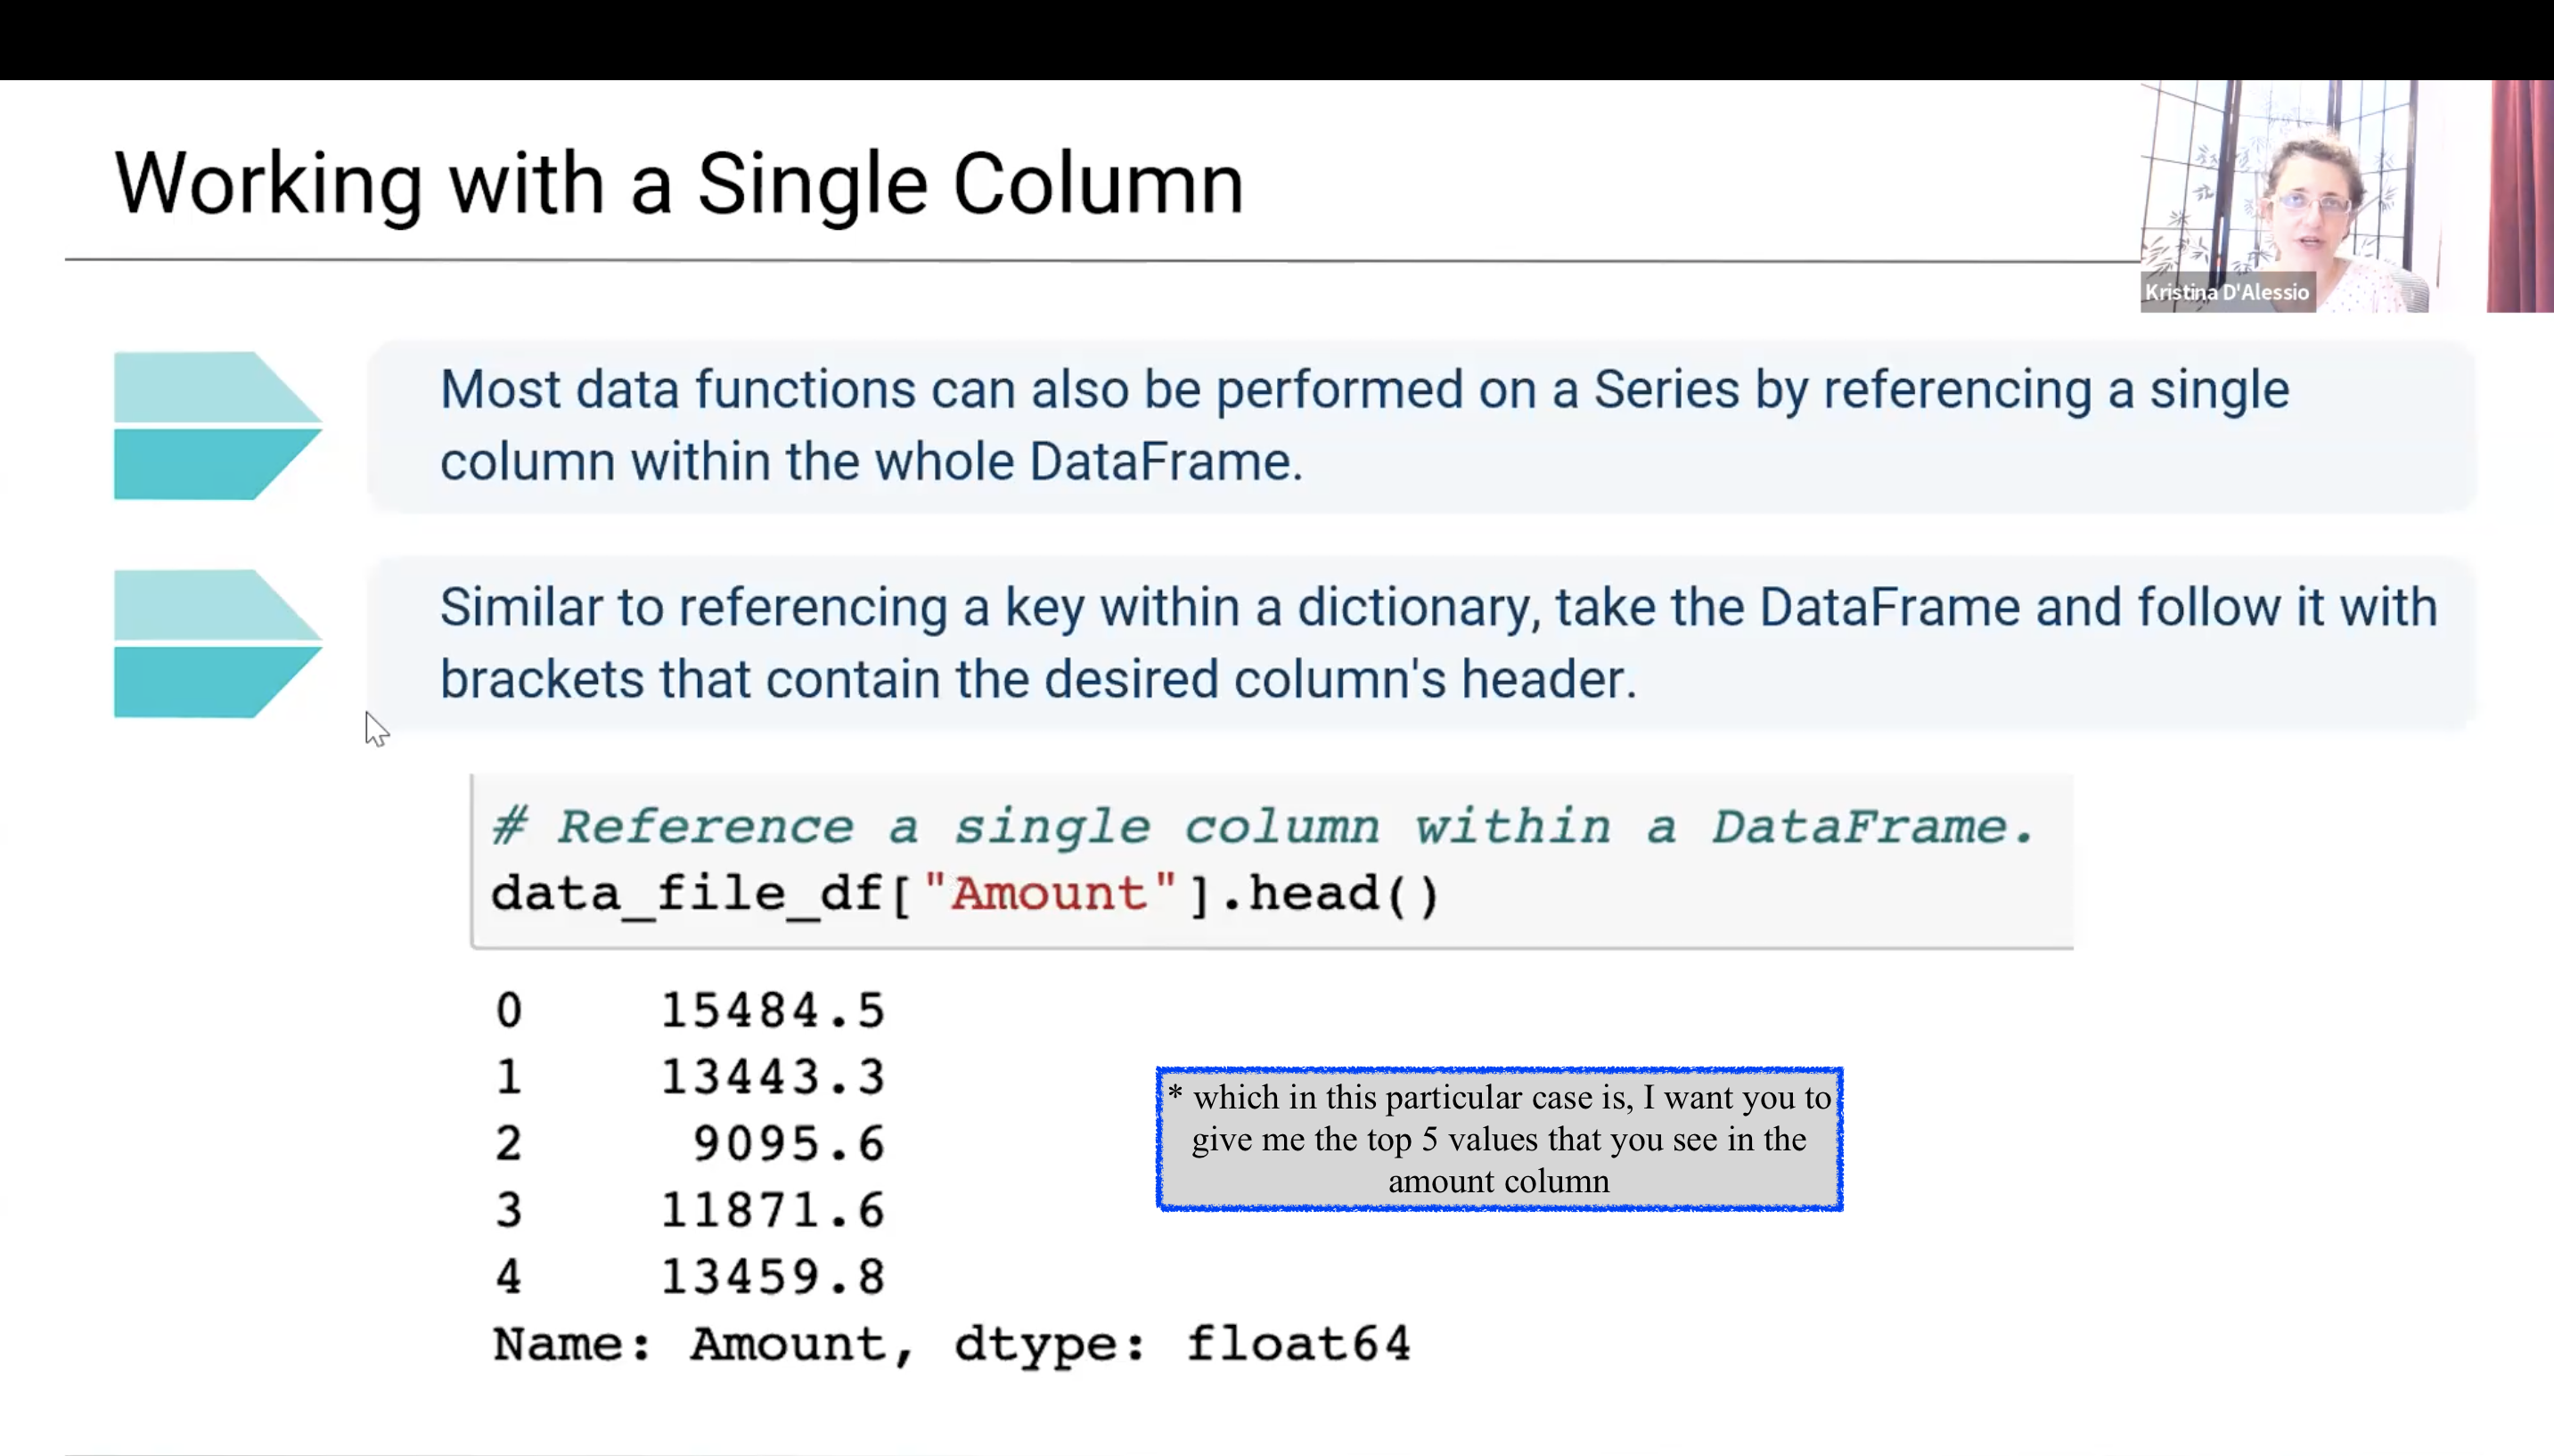 Working with a Single Column
Kristina D'Alessio
Most data functions can also be performed on a Series by referencing a single
column within the whole DataFrame.
Similar to referencing a key within a dictionary, take the DataFrame and follow it with
brackets that contain the desired column's header.
# Reference a single column within a DataFrame.
data_file_df["Amount"].head()
0 15484.5
1 13443.3
2 9095.6
3 11871.6
4 13459.8
Name: Amount, dtype: float64
* which in this particular case is, I want you to
give me the top 5 values that you see in the
amount column